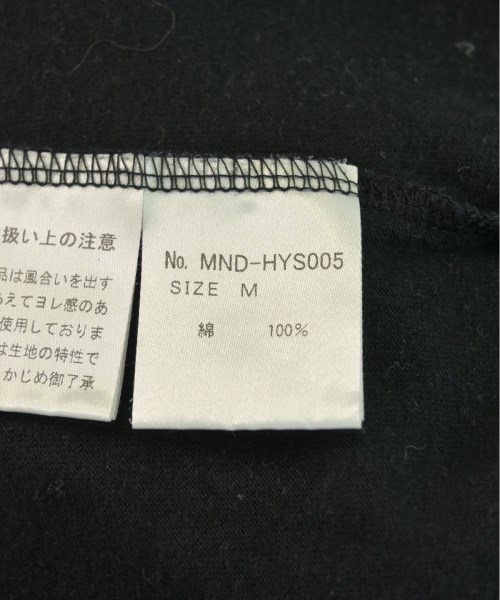 扱い上の注意
品は風合いを出す
えてヨレ感のあ
使用しておりま
は生地の特性で
かじめ御了承
No. MND-HYS005
SIZE M
綿 100%